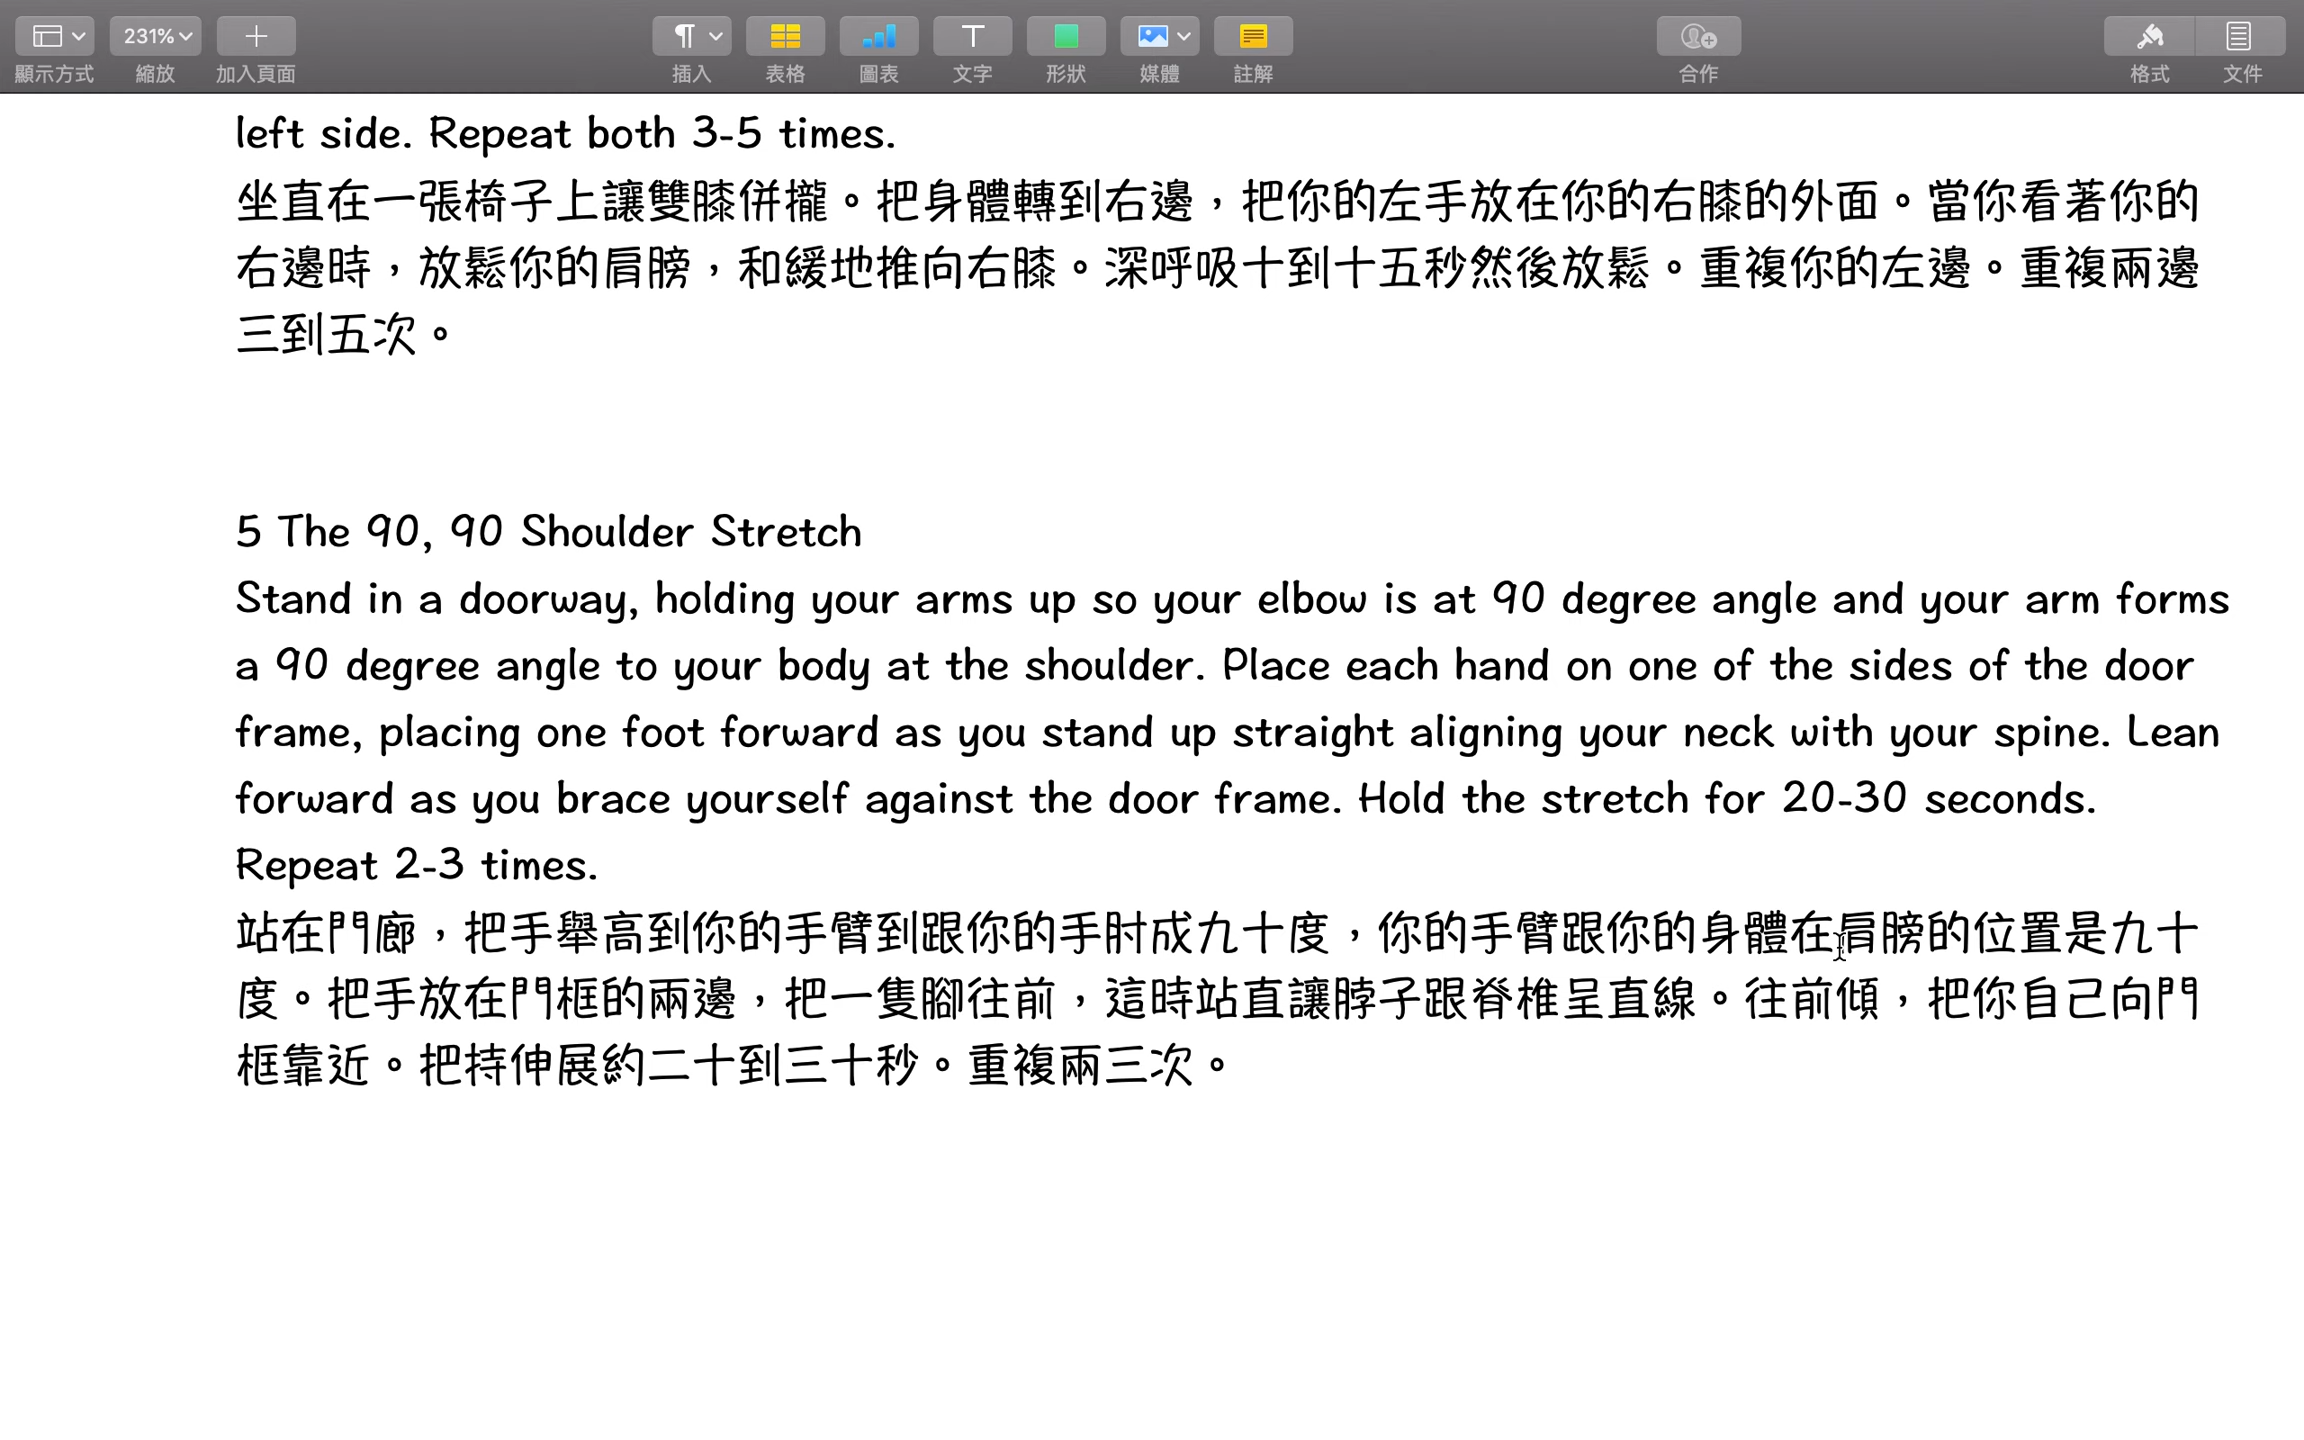 231%
顯示方式 縮放 加入頁面 插入 表格 圖表 文字 形狀 媒體 註解 合作 格式 文件
left side. Repeat both 3-5 times.
坐直在一張椅子上讓雙膝併攏。把身體轉到右邊，把你的左手放在你的右膝的外面。當你看著你的
右邊時，放鬆你的肩膀，和緩地推向右膝。深呼吸十到十五秒然後放鬆。重複你的左邊。重複兩邊
三到五次。
5 The 90, 90 Shoulder Stretch
Stand in a doorway, holding your arms up so your elbow is at 90 degree angle and your arm forms
a 90 degree angle to your body at the shoulder. Place each hand on one of the sides of the door
frame, placing one foot forward as you stand up straight aligning your neck with your spine. Lean
forward as you brace yourself against the door frame. Hold the stretch for 20-30 seconds.
Repeat 2-3 times.
站在門廊，把手舉高到你的手臂到跟你的手肘成九十度，你的手臂跟你的身體在肩膀的位置是九十
度。把手放在門框的兩邊，把一隻腳往前，這時站直讓脖子跟脊椎呈直線。往前傾，把你自己向門
框靠近。把持伸展約二十到三十秒。重複兩三次。